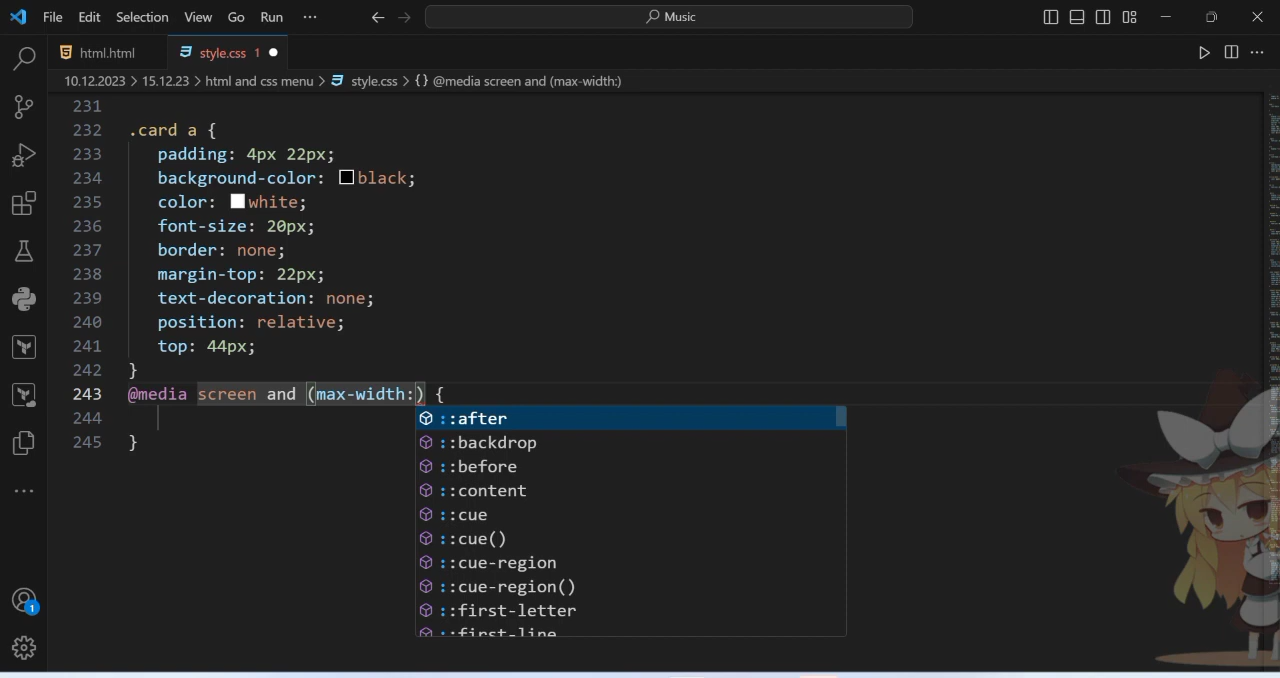 File Edit Selection View Go Run ··· Music
html.html style.css 1
10.12.2023 > 15.12.23 > html and css menu > style.css > {} @media screen and (max-width:)
231
232 .card a {
233 padding: 4px 22px;
234 background-color: black;
235 color: white;
236 font-size: 20px;
237 border: none;
238 margin-top: 22px;
239 text-decoration: none;
240 position: relative;
241 top: 44px;
242 }
243 @media screen and (max-width:) {
244
245 }
::after
::backdrop
::before
::content
::cue
::cue()
::cue-region
::cue-region()
::first-letter
::first-line
1